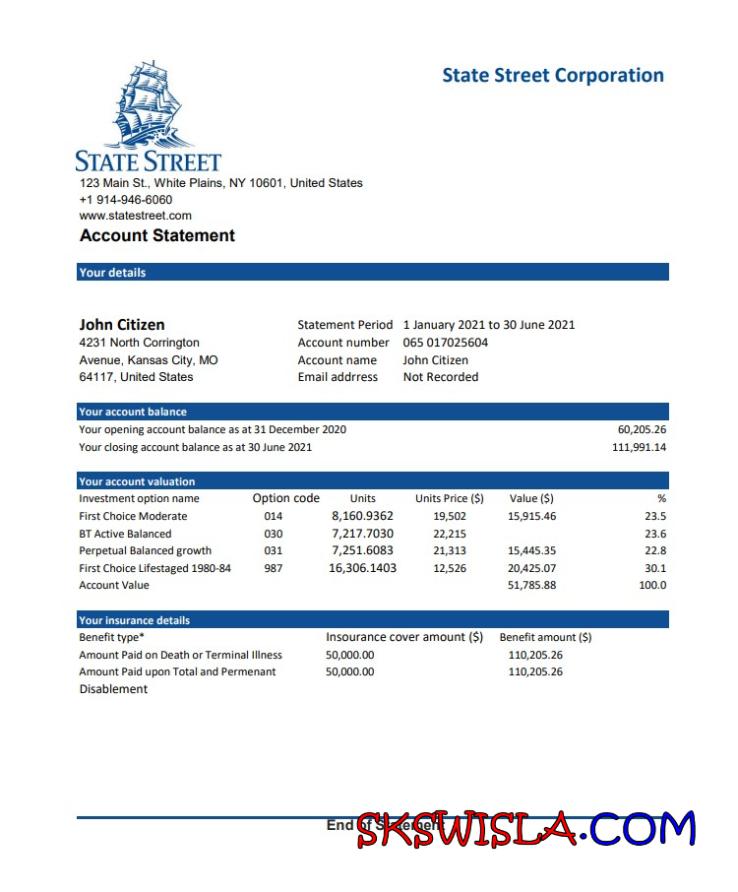 State Street Corporation
STATE STREET
123 Main St., White Plains, NY 10601, United States
+1 914-946-6060
www.statestreet.com
Account Statement
Your details
John Citizen
4231 North Corrington
Avenue, Kansas City, MO
64117, United States
Statement Period 1 January 2021 to 30 June 2021
Account number 065 017025604
Account name John Citizen
Email addrress Not Recorded
Your account balance
Your opening account balance as at 31 December 2020 60,205.26
Your closing account balance as at 30 June 2021 111,991.14
Your account valuation
Investment option name Option code Units Units Price ($) Value ($) %
First Choice Moderate 014 8,160.9362 19,502 15,915.46 23.5
BT Active Balanced 030 7,217.7030 22,215 23.6
Perpetual Balanced growth 031 7,251.6083 21,313 15,445.35 22.8
First Choice Lifestaged 1980-84 987 16,306.1403 12,526 20,425.07 30.1
Account Value 51,785.88 100.0
Your insurance details
Benefit type* Insourance cover amount ($) Benefit amount ($)
Amount Paid on Death or Terminal Illness 50,000.00 110,205.26
Amount Paid upon Total and Permenant 50,000.00 110,205.26
Disablement
End of Statement
SKSWISLA.COM